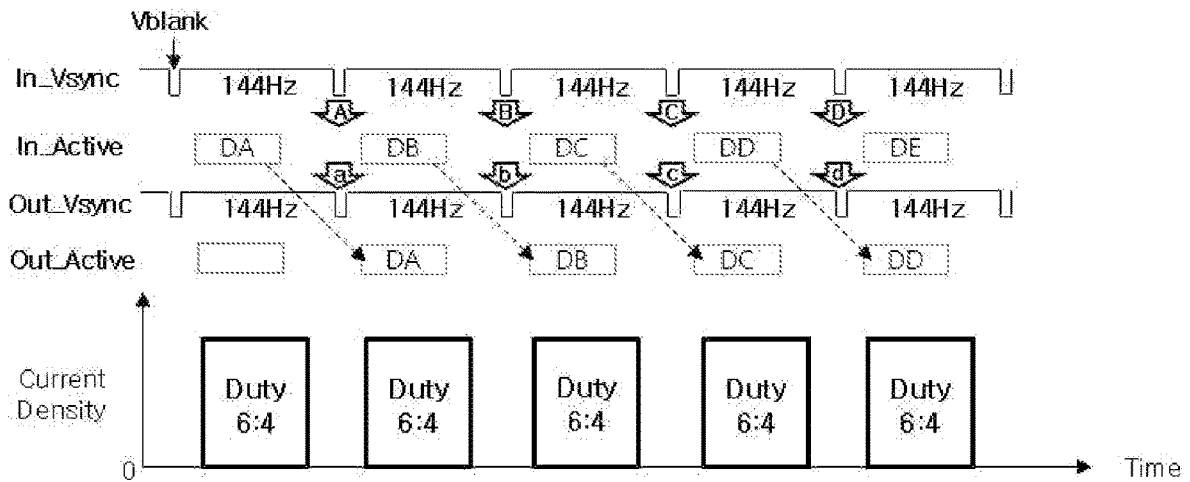 Vblank
In_Vsync 144Hz 144Hz 144Hz 144Hz 144Hz
A B C D
In_Active DA DB DC DD DE
a b c d
Out_Vsync 144Hz 144Hz 144Hz 144Hz 144Hz
Out_Active DA DB DC DD
Current Density
Duty 6:4
Duty 6:4
Duty 6:4
Duty 6:4
Duty 6:4
0
Time